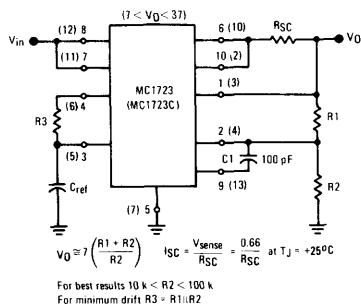 (7 < VO < 37)
Vin
(12) 8
(11) 7
(6) 4
R3
(5) 3
Cref
MC1723
(MC1723C)
6 (10)
10 (2)
1 (3)
2 (4)
9 (13)
(7) 5
RSC
VO
R1
C1
100 pF
R2
VO ≅ 7 (R1 + R2 / R2) ISC = Vsense / RSC = 0.66 / RSC at TJ = +25°C
For best results 10 k < R2 < 100 k
For minimum drift R3 = R1||R2